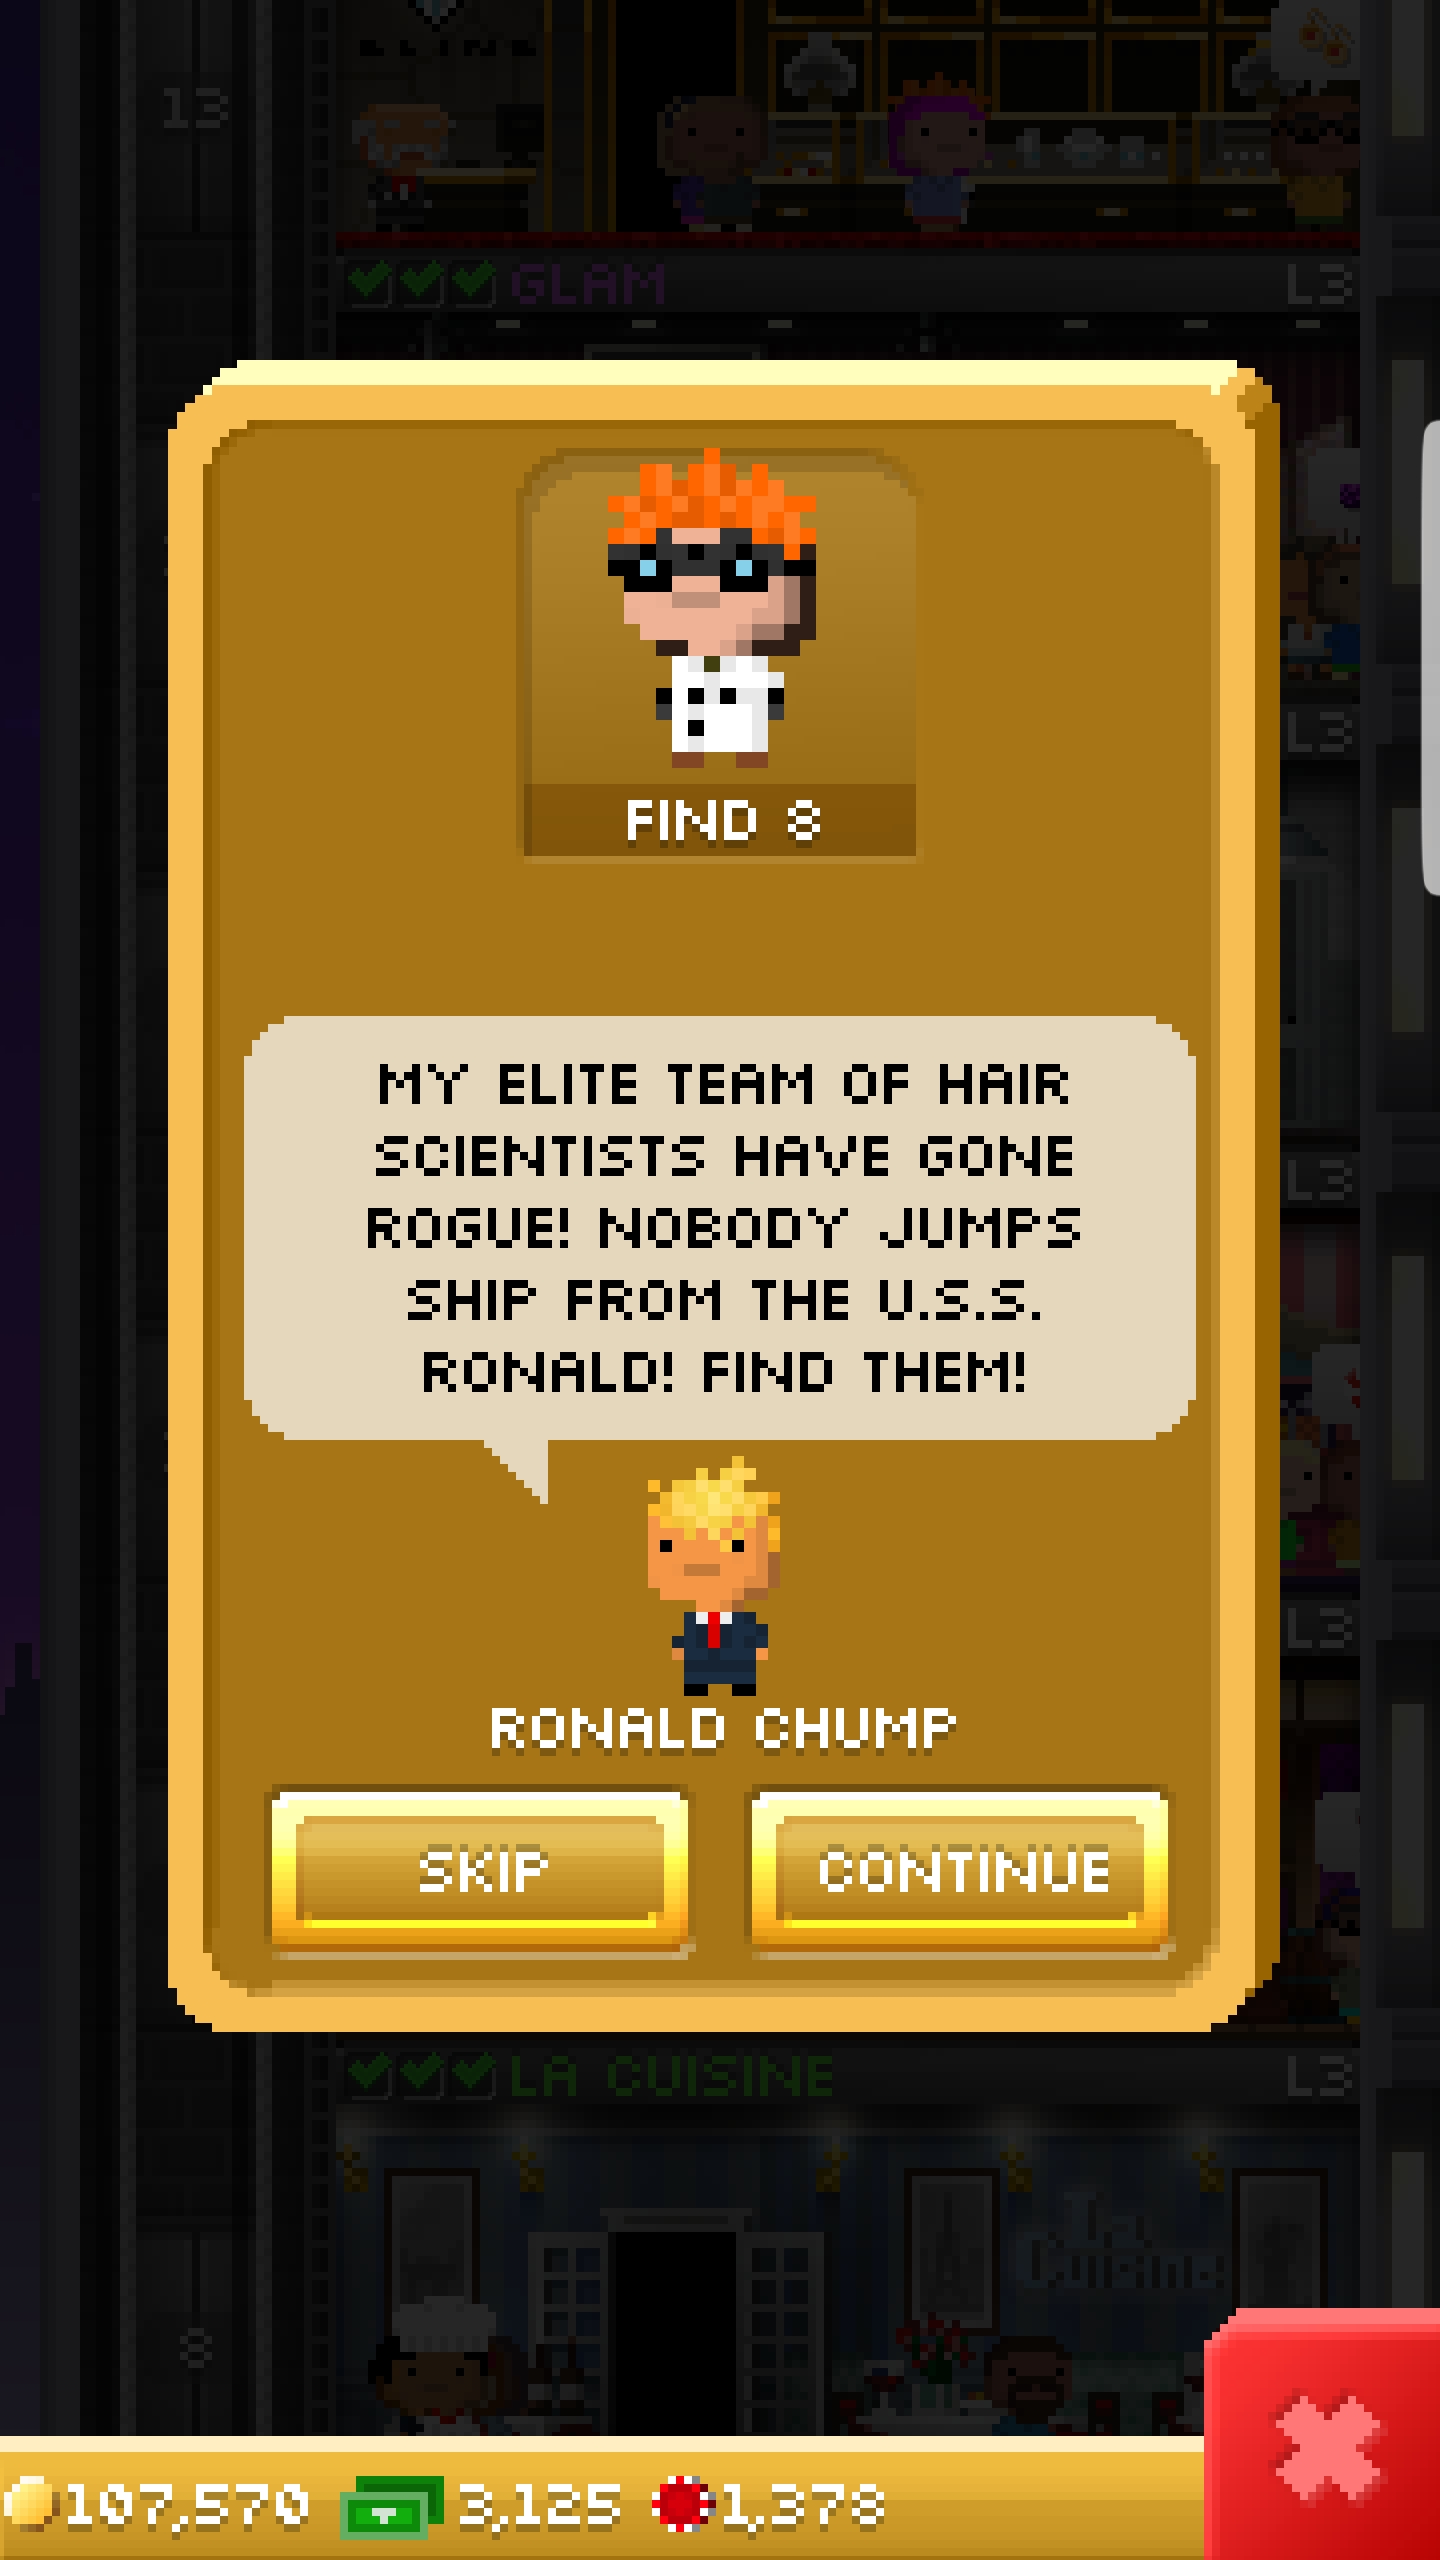 13
GLAM L3
L3
FIND 8
MY ELITE TEAM OF HAIR
SCIENTISTS HAVE GONE
L3
ROGUE! NOBODY JUMPS
SHIP FROM THE U.S.S.
RONALD! FIND THEM!
L3
RONALD CHUMP
SKIP CONTINUE
LA CUISINE L3
La
Cuisine
8
107,570 3,125 1,378